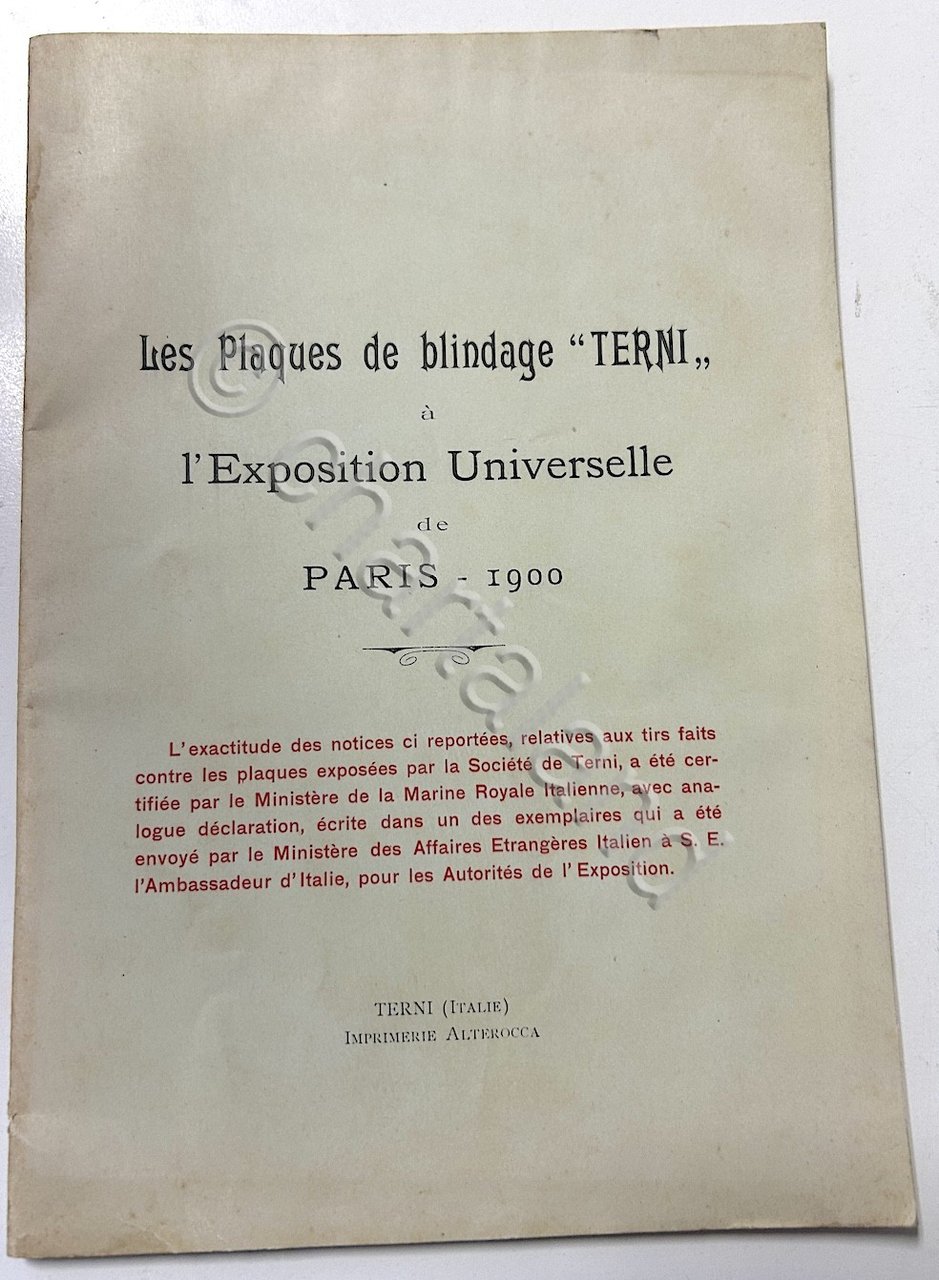 Les Plaques de blindage “TERNI„
à
l'Exposition Universelle
de
PARIS - 1900
L'exactitude des notices ci reportées, relatives aux tirs faits
contre les plaques exposées par la Société de Terni, a été cer-
tifiée par le Ministère de la Marine Royale Italienne, avec ana-
logue déclaration, écrite dans un des exemplaires qui a été
envoyé par le Ministère des Affaires Etrangères Italien à S. E.
l'Ambassadeur d'Italie, pour les Autorités de l'Exposition.
TERNI (ITALIE)
IMPRIMERIE ALTEROCCA